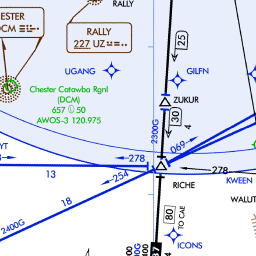 RALLY
ESTER
DCM
RALLY
227 UZ
25
UGANG
GILFN
Chester Catawba Rgnl
(DCM)
657 50
AWOS-3 120.975
ZUKUR
30
4
2300G
069
YT
278
278
13
254
RICHE
KWEEN
18
2400G
80
TO CAE
WALUT
ICONS